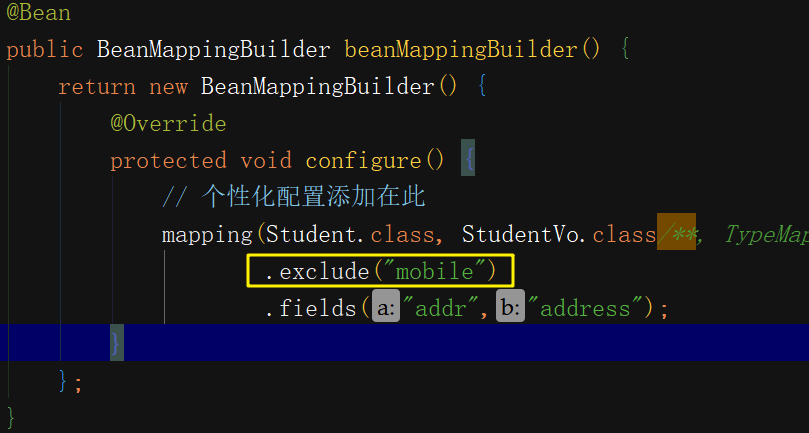 @Bean
public BeanMappingBuilder beanMappingBuilder() {
return new BeanMappingBuilder() {
@Override
protected void configure() {
// 个性化配置添加在此
mapping(Student.class, StudentVo.class/**, TypeMap
.exclude("mobile")
.fields(a:"addr",b:"address");
}
};
}